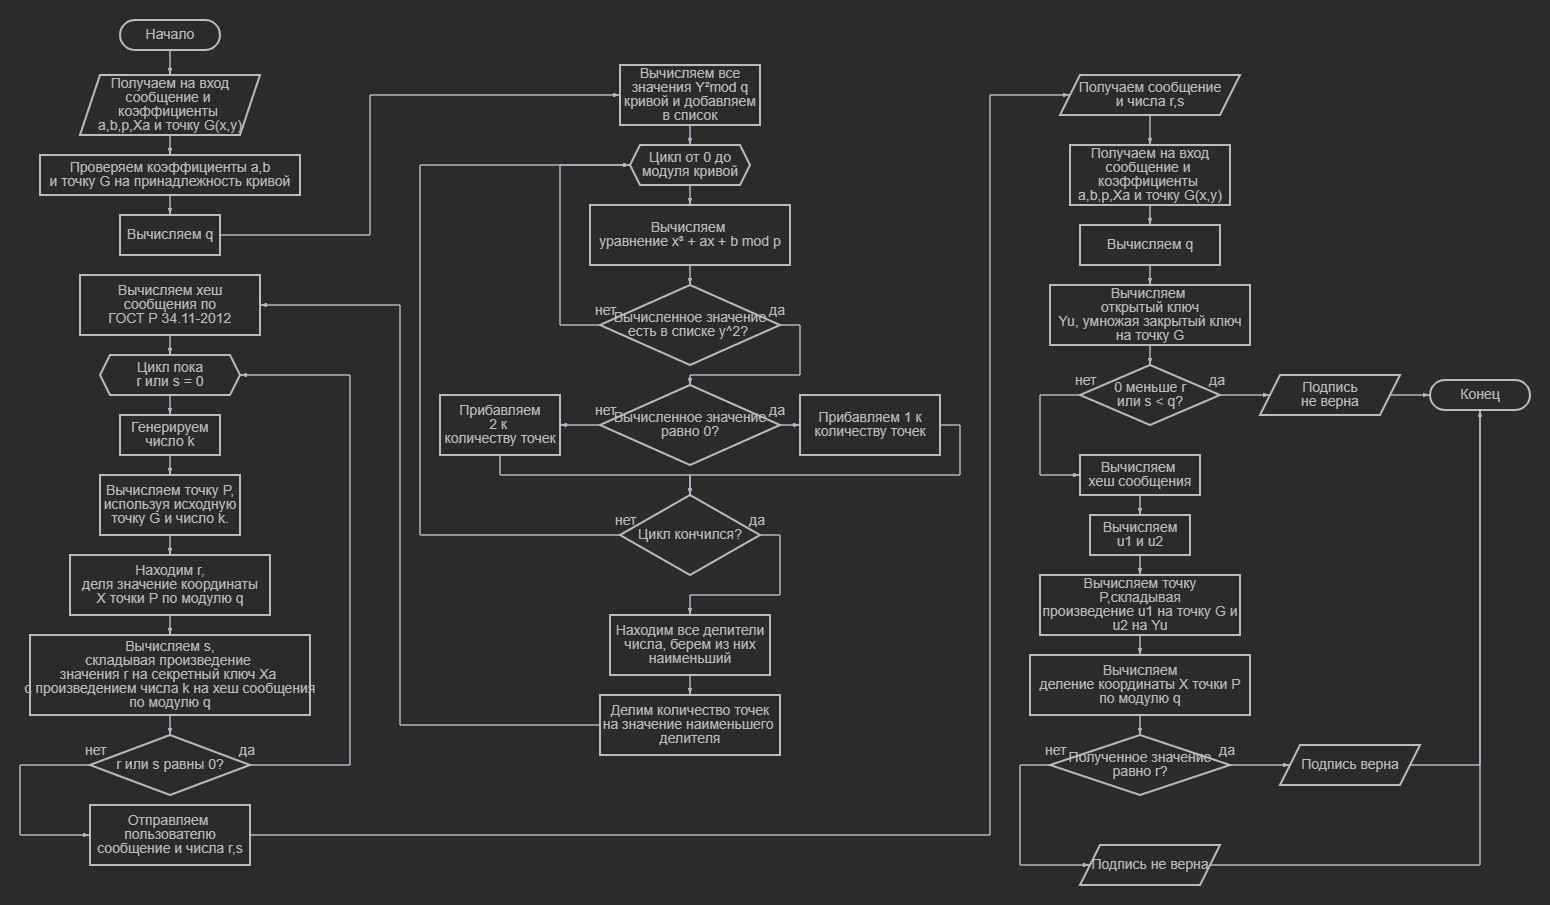 Начало
Получаем на вход
сообщение и
коэффициенты
a,b,p,Xa и точку G(x,y)
Проверяем коэффициенты a,b
и точку G на принадлежность кривой
Вычисляем q
Вычисляем хеш
сообщения по
ГОСТ Р 34.11-2012
Цикл пока
r или s = 0
Генерируем
число k
Вычисляем точку P,
используя исходную
точку G и число k.
Находим r,
деля значение координаты
X точки P по модулю q
Вычисляем s,
складывая произведение
значения r на секретный ключ Xa
с произведением числа k на хеш сообщения
по модулю q
нет
да
r или s равны 0?
Отправляем
пользователю
сообщение и числа r,s
Вычисляем все
значения Y²mod q
кривой и добавляем
в список
Цикл от 0 до
модуля кривой
Вычисляем
уравнение x³ + ax + b mod p
нет
да
Вычисленное значение
есть в списке y^2?
нет
да
Вычисленное значение
равно 0?
Прибавляем
2 к
количеству точек
Прибавляем 1 к
количеству точек
нет
да
Цикл кончился?
Находим все делители
числа, берем из них
наименьший
Делим количество точек
на значение наименьшего
делителя
Получаем сообщение
и числа r,s
Получаем на вход
сообщение и
коэффициенты
a,b,p,Xa и точку G(x,y)
Вычисляем q
Вычисляем
открытый ключ
Yu, умножая закрытый ключ
на точку G
нет
да
0 меньше r
или s < q?
Подпись
не верна
Конец
Вычисляем
хеш сообщения
Вычисляем
u1 и u2
Вычисляем точку
P,складывая
произведение u1 на точку G и
u2 на Yu
Вычисляем
деление координаты X точки P
по модулю q
нет
да
Полученное значение
равно r?
Подпись верна
Подпись не верна